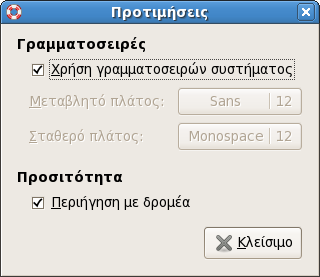 Προτιμήσεις
Γραμματοσειρές
Χρήση γραμματοσειρών συστήματος
Μεταβλητό πλάτος: Sans 12
Σταθερό πλάτος: Monospace 12
Προσιτότητα
Περιήγηση με δρομέα
Κλείσιμο